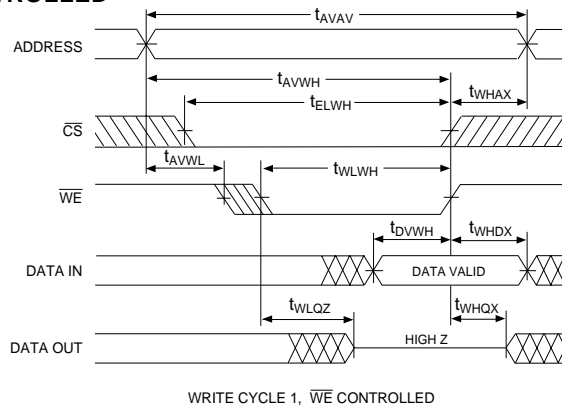 tAVAV
ADDRESS
tAVWH
tELWH
tWHAX
CS
tAVWL
tWLWH
WE
tDVWH
tWHDX
DATA IN
DATA VALID
tWLQZ
tWHQX
DATA OUT
HIGH Z
WRITE CYCLE 1, WE CONTROLLED